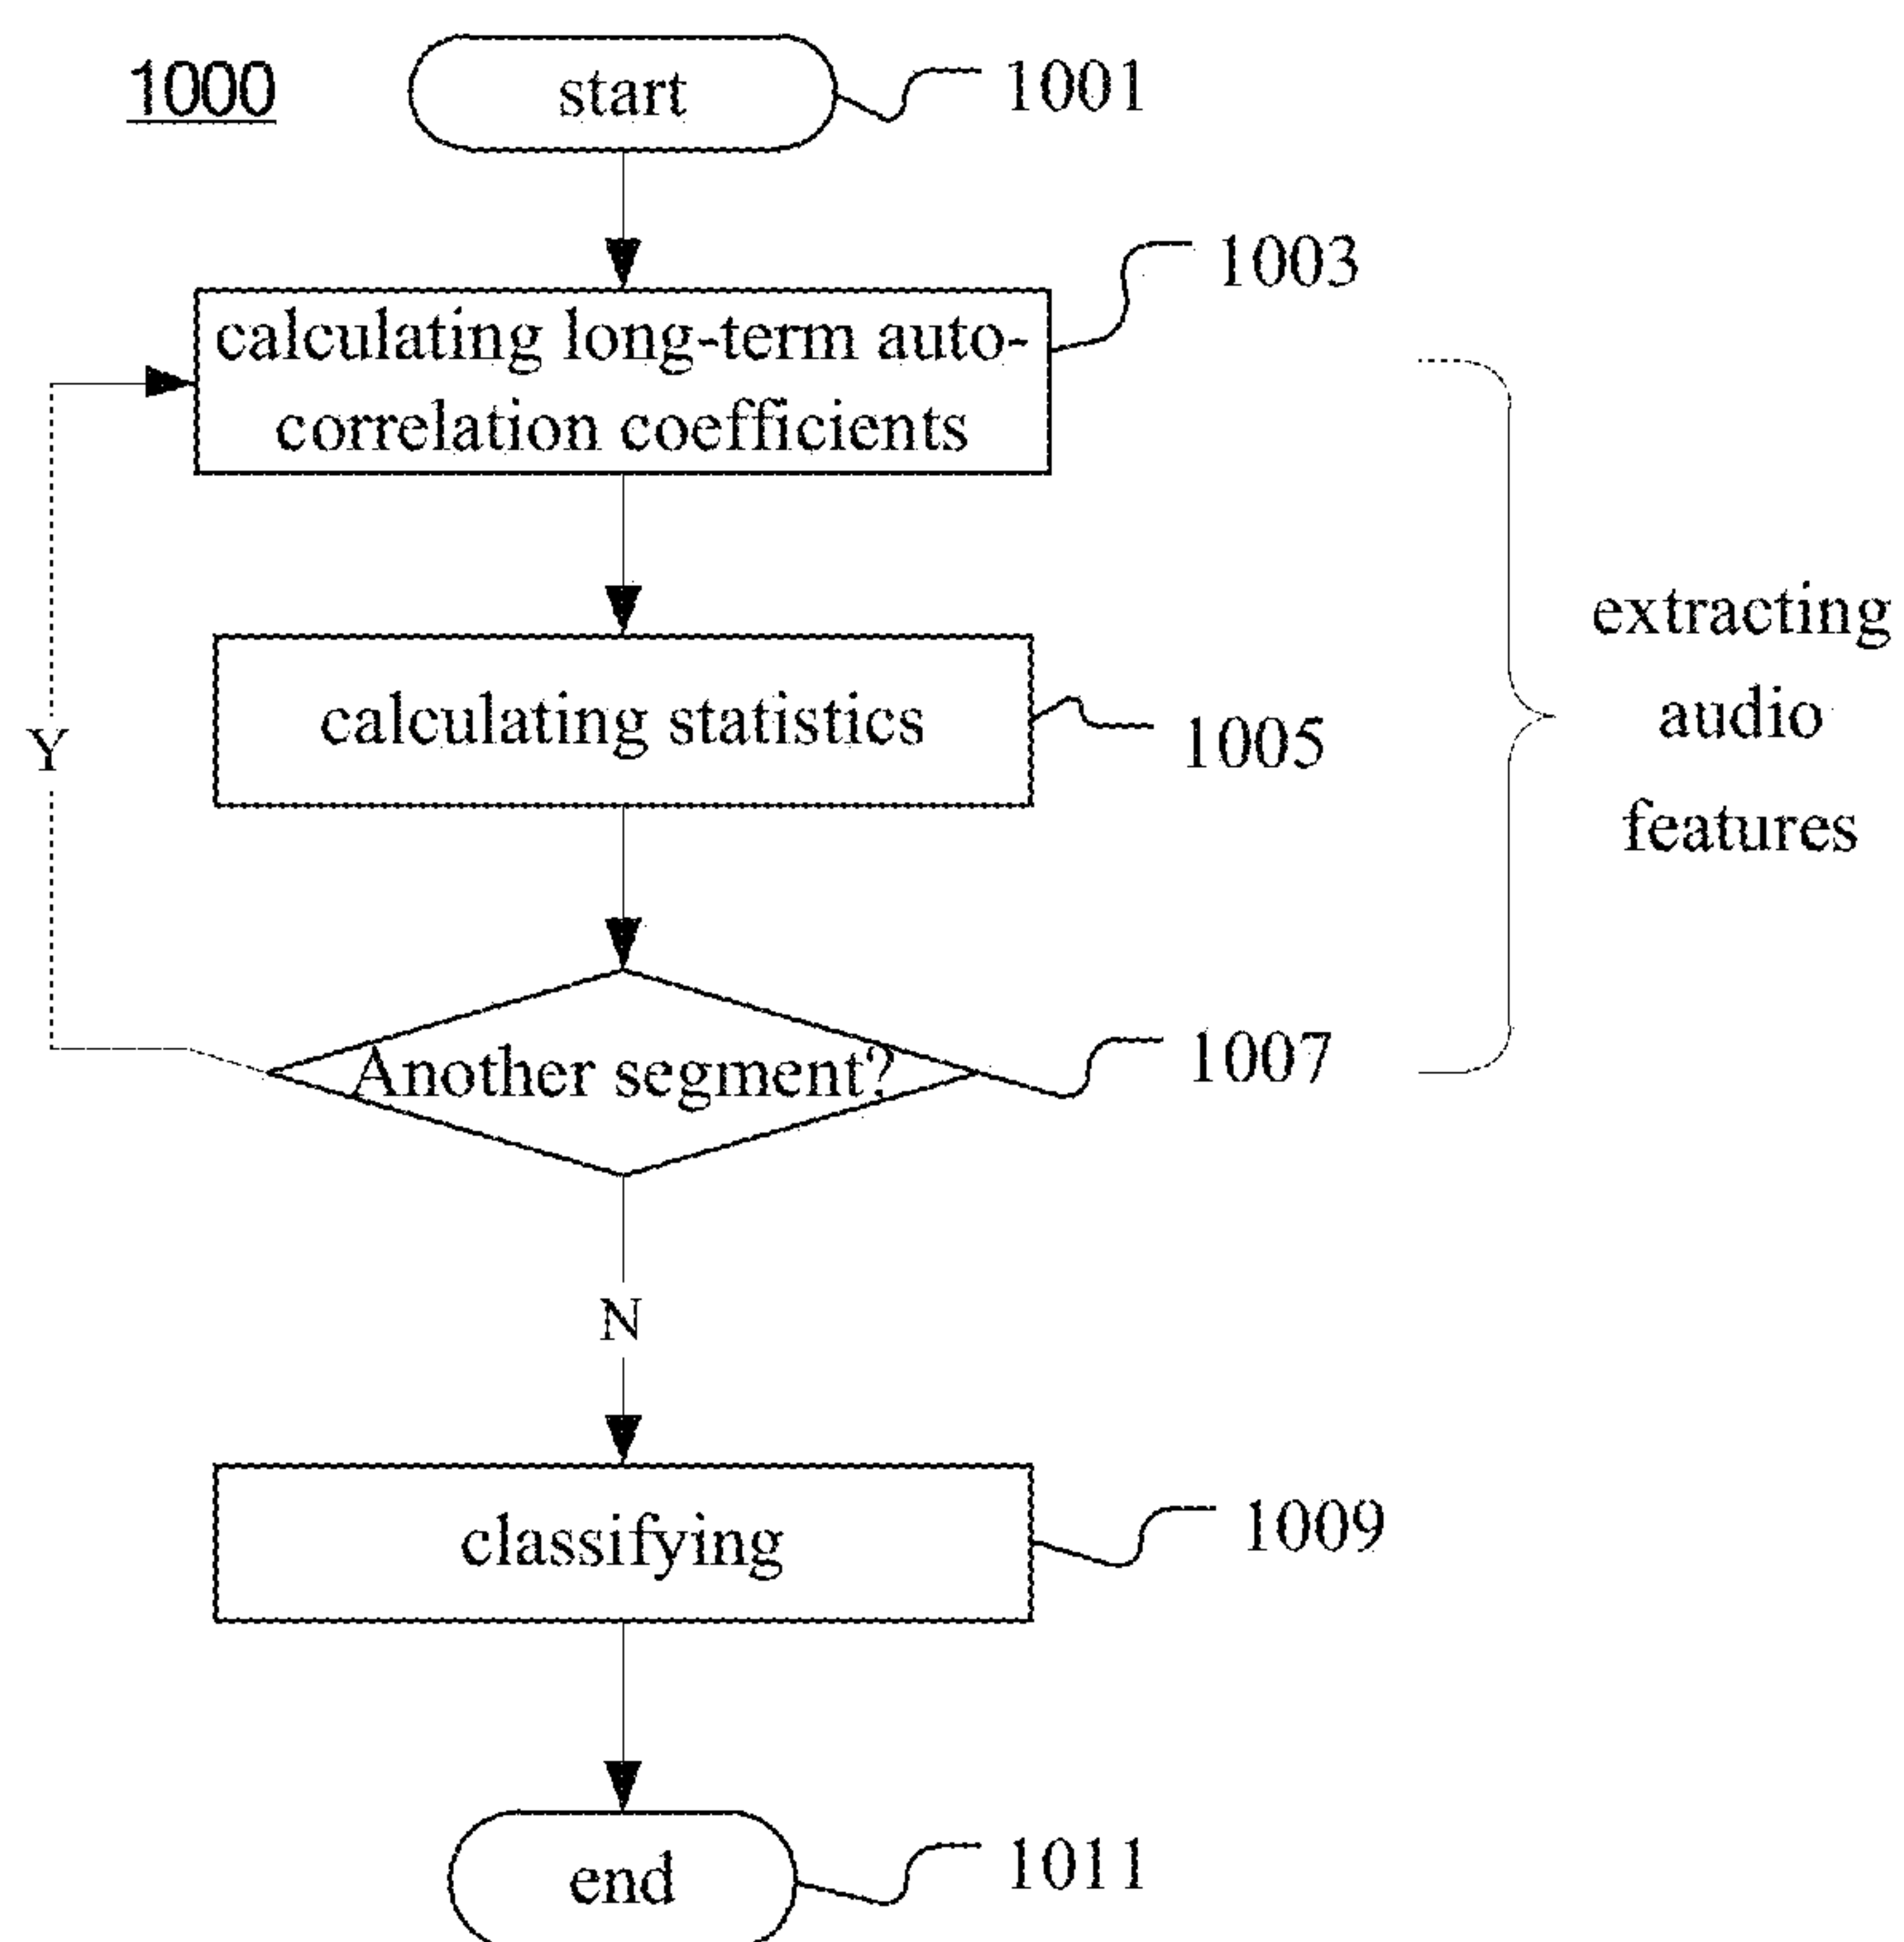 1000
start
1001
calculating long-term auto-
correlation coefficients
1003
calculating statistics
1005
extracting
audio
features
Y
Another segment?
1007
N
classifying
1009
end
1011